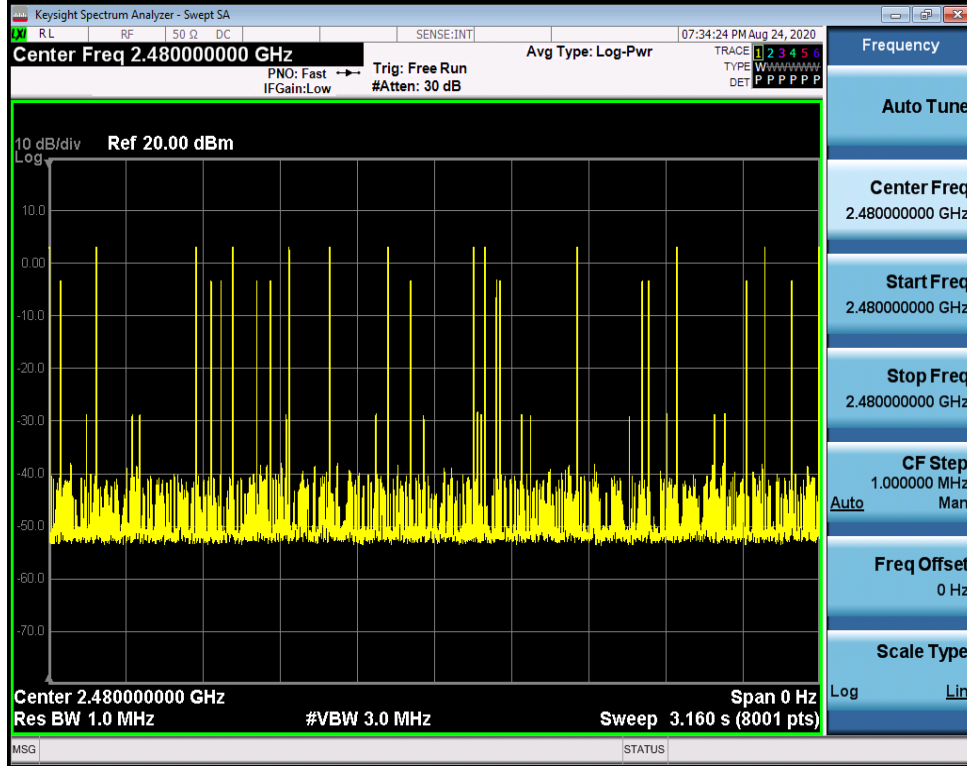 Keysight Spectrum Analyzer - Swept SA
LXI RL RF 50 Ω DC SENSE:INT 07:34:24 PM Aug 24, 2020
Center Freq 2.480000000 GHz
PNO: Fast
IFGain:Low
Trig: Free Run
#Atten: 30 dB
Avg Type: Log-Pwr
TRACE 1 2 3 4 5 6
TYPE WWWWWW
DET P P P P P P
10 dB/div Ref 20.00 dBm
Log
10.0
0.00
-10.0
-20.0
-30.0
-40.0
-50.0
-60.0
-70.0
Center 2.480000000 GHz Span 0 Hz
Res BW 1.0 MHz #VBW 3.0 MHz Sweep 3.160 s (8001 pts)
MSG STATUS
Frequency
Auto Tune
Center Freq
2.480000000 GHz
Start Freq
2.480000000 GHz
Stop Freq
2.480000000 GHz
CF Step
1.000000 MHz
Auto Man
Freq Offset
0 Hz
Scale Type
Log Lin